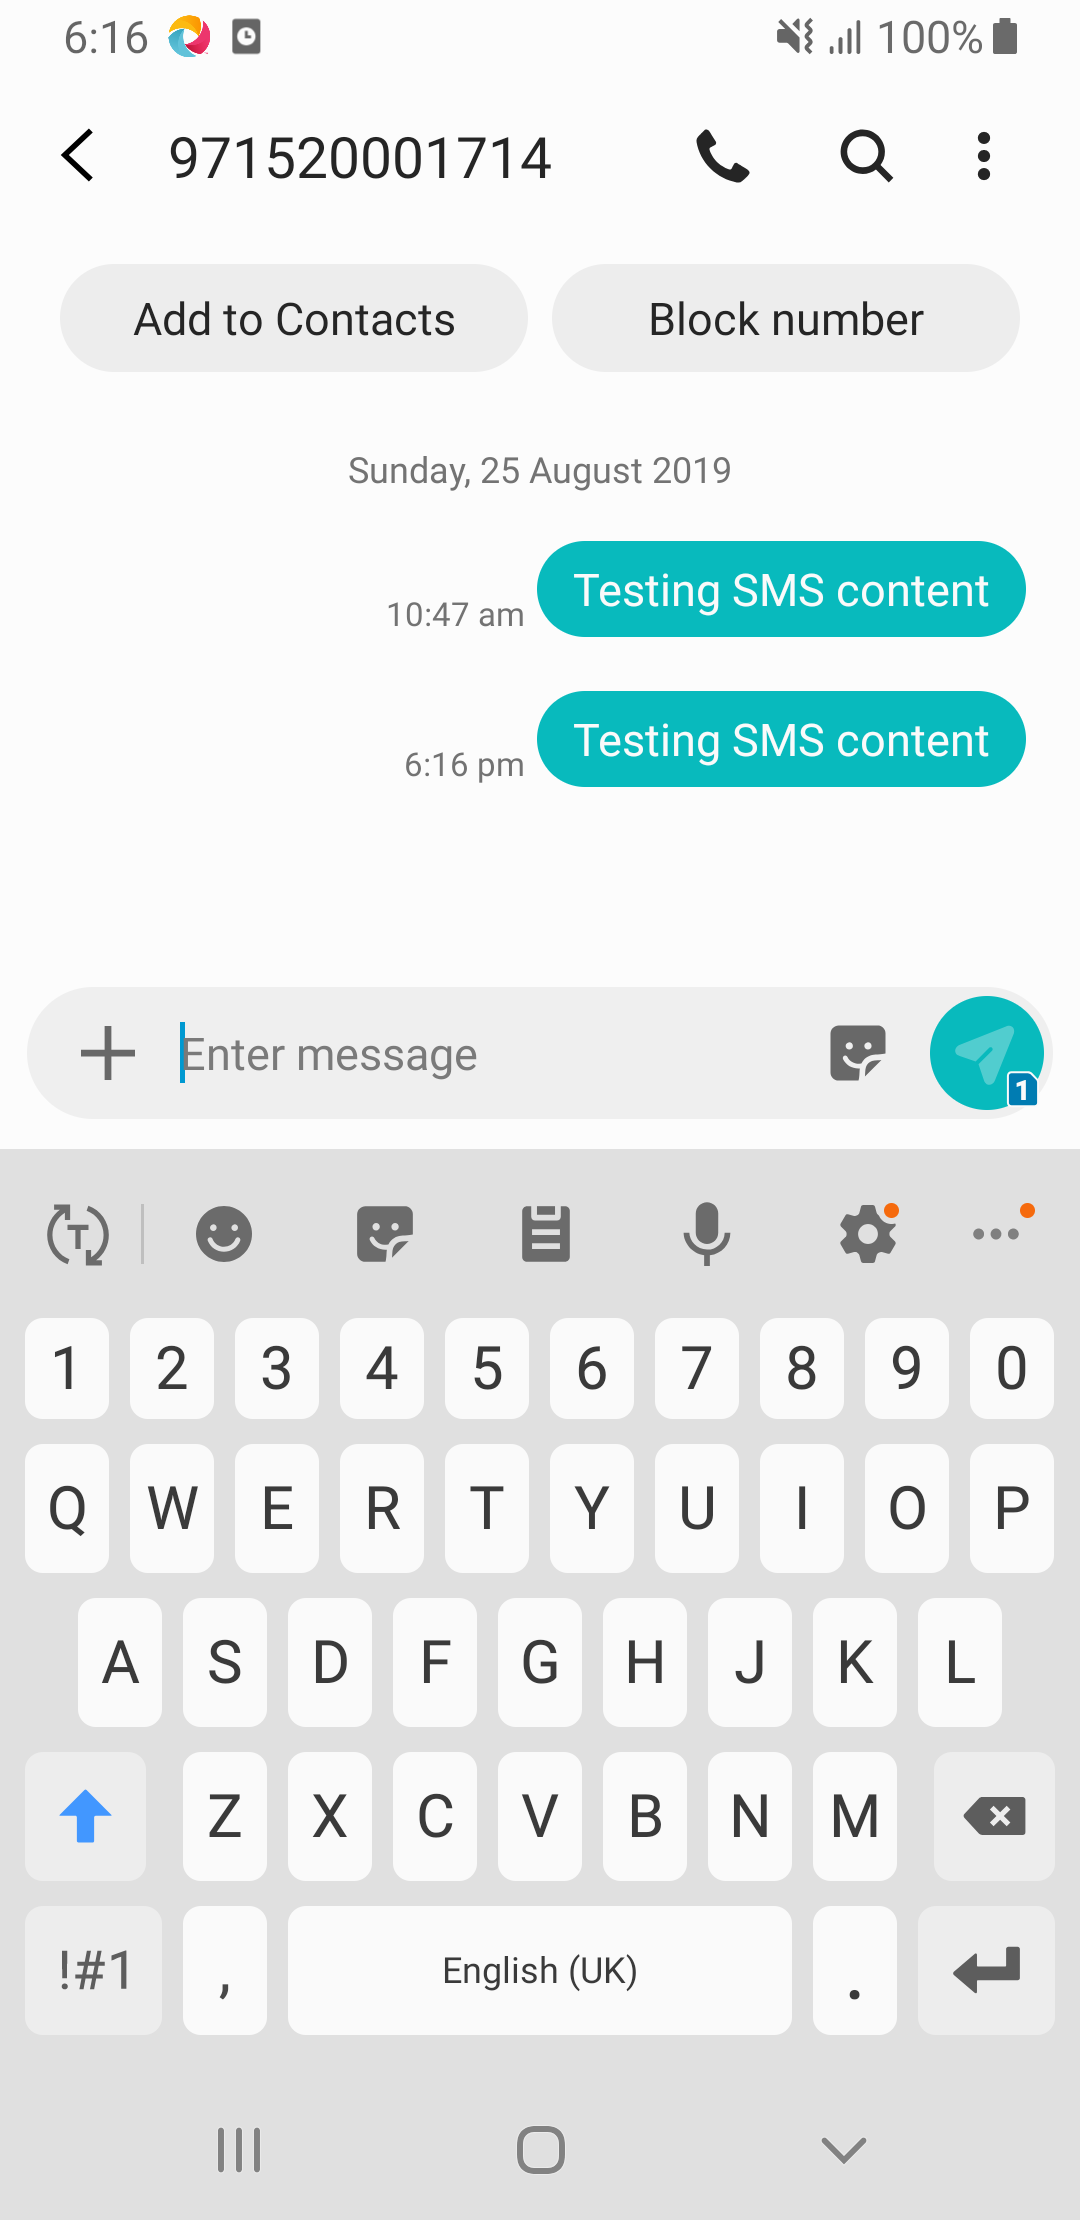 6:16 100%
971520001714
Add to Contacts Block number
Sunday, 25 August 2019
Testing SMS content
10:47 am
Testing SMS content
6:16 pm
Enter message
1
T
1 2 3 4 5 6 7 8 9 0
Q W E R T Y U I O P
A S D F G H J K L
Z X C V B N M
!#1 , English (UK) .